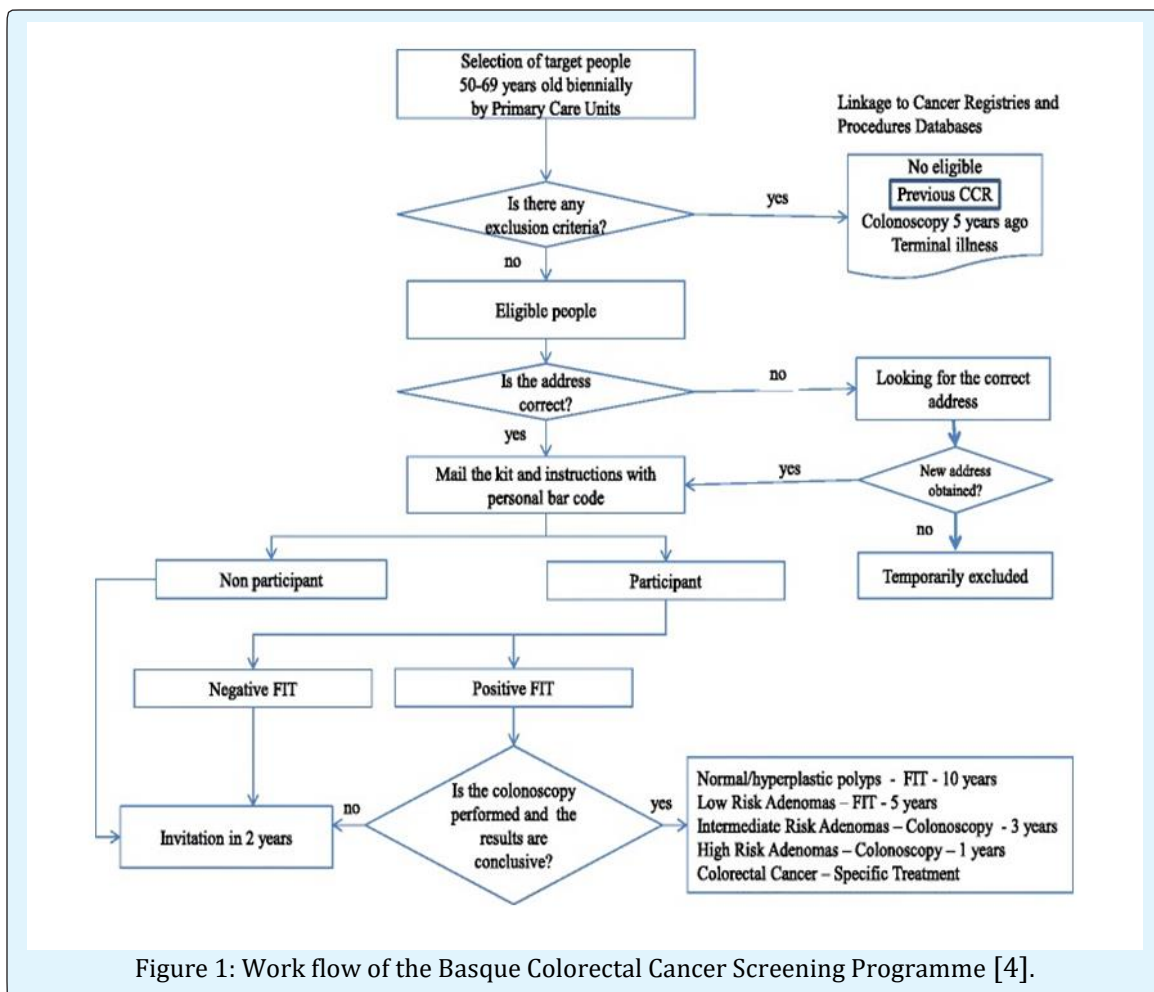 Selection of target people
50-69 years old biennially
by Primary Care Units
Linkage to Cancer Registries and
Procedures Databases
No eligible
Previous CCR
Colonoscopy 5 years ago
Terminal illness
Is there any
exclusion criteria?
yes
no
Eligible people
Is the address
correct?
no
Looking for the correct
address
yes
Mail the kit and instructions with
personal bar code
yes
New address
obtained?
no
Temporarily excluded
Non participant
Participant
Negative FIT
Positive FIT
Is the colonoscopy
performed and the
results are
conclusive?
no
yes
Invitation in 2 years
Normal/hyperplastic polyps - FIT - 10 years
Low Risk Adenomas – FIT - 5 years
Intermediate Risk Adenomas – Colonoscopy - 3 years
High Risk Adenomas – Colonoscopy – 1 years
Colorectal Cancer – Specific Treatment
Figure 1: Work flow of the Basque Colorectal Cancer Screening Programme [4].